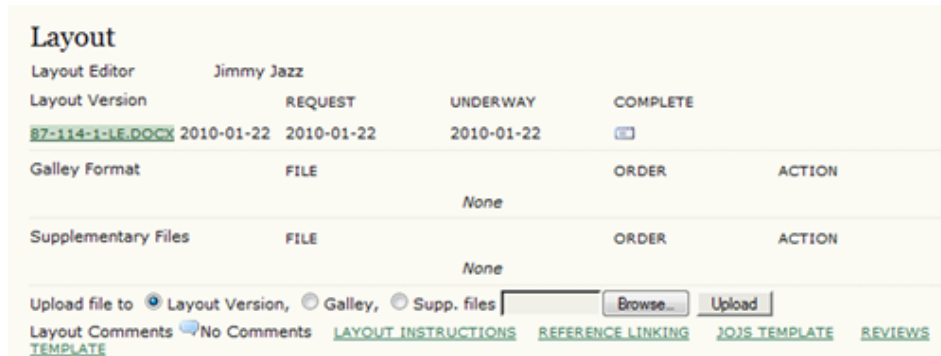 Layout
Layout Editor Jimmy Jazz
Layout Version REQUEST UNDERWAY COMPLETE
87-114-1-LE.DOCX 2010-01-22 2010-01-22 2010-01-22
Galley Format FILE ORDER ACTION
None
Supplementary Files FILE ORDER ACTION
None
Upload file to Layout Version, Galley, Supp. files Browse... Upload
Layout Comments No Comments LAYOUT INSTRUCTIONS REFERENCE LINKING JOJS TEMPLATE REVIEWS
TEMPLATE